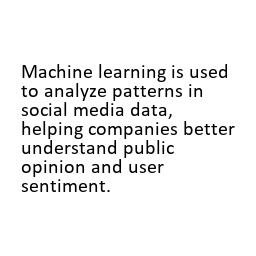 Machine learning is used
to analyze patterns in
social media data,
helping companies better
understand public
opinion and user
sentiment.